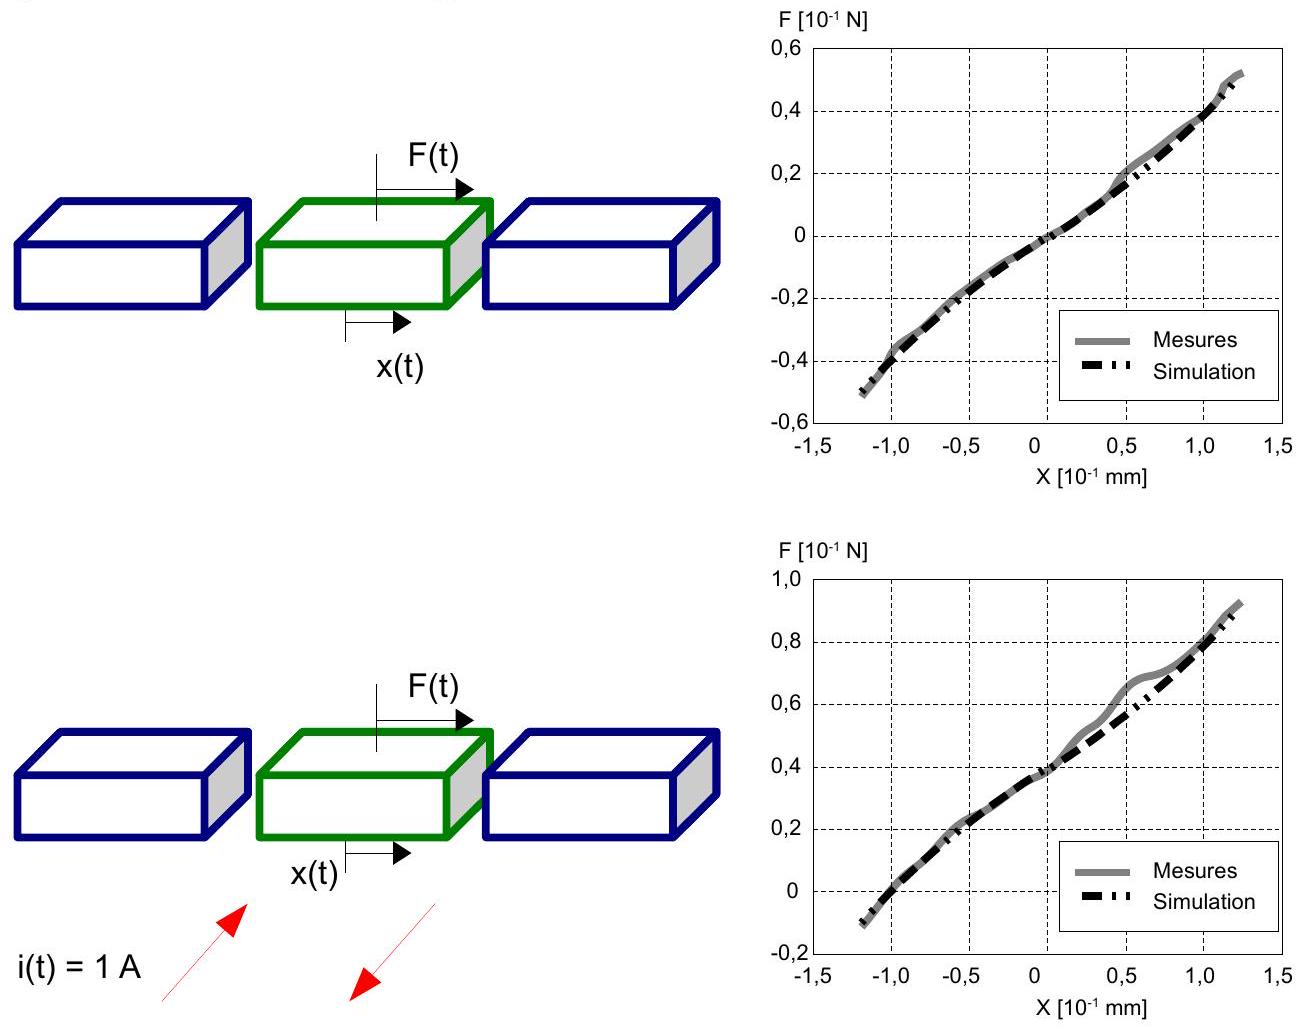 F [10⁻¹ N]
0,6
0,4
0,2
0
-0,2
-0,4
-0,6
-1,5 -1,0 -0,5 0 0,5 1,0 1,5
X [10⁻¹ mm]
Mesures
Simulation
F(t)
x(t)
F [10⁻¹ N]
1,0
0,8
0,6
0,4
0,2
0
-0,2
-1,5 -1,0 -0,5 0 0,5 1,0 1,5
X [10⁻¹ mm]
Mesures
Simulation
F(t)
x(t)
i(t) = 1 A